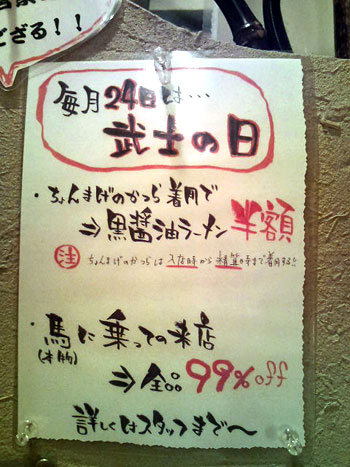 ござる!!
毎月24日は…
武士の日
・ちょんまげのかつら着用で
⇒黒醤油ラーメン半額
注 ちょんまげのかつらは入店時から精算の時まで着用する!!
・馬に乗っての来店
(本物)
⇒全品99%off
詳しくはスタッフまで〜